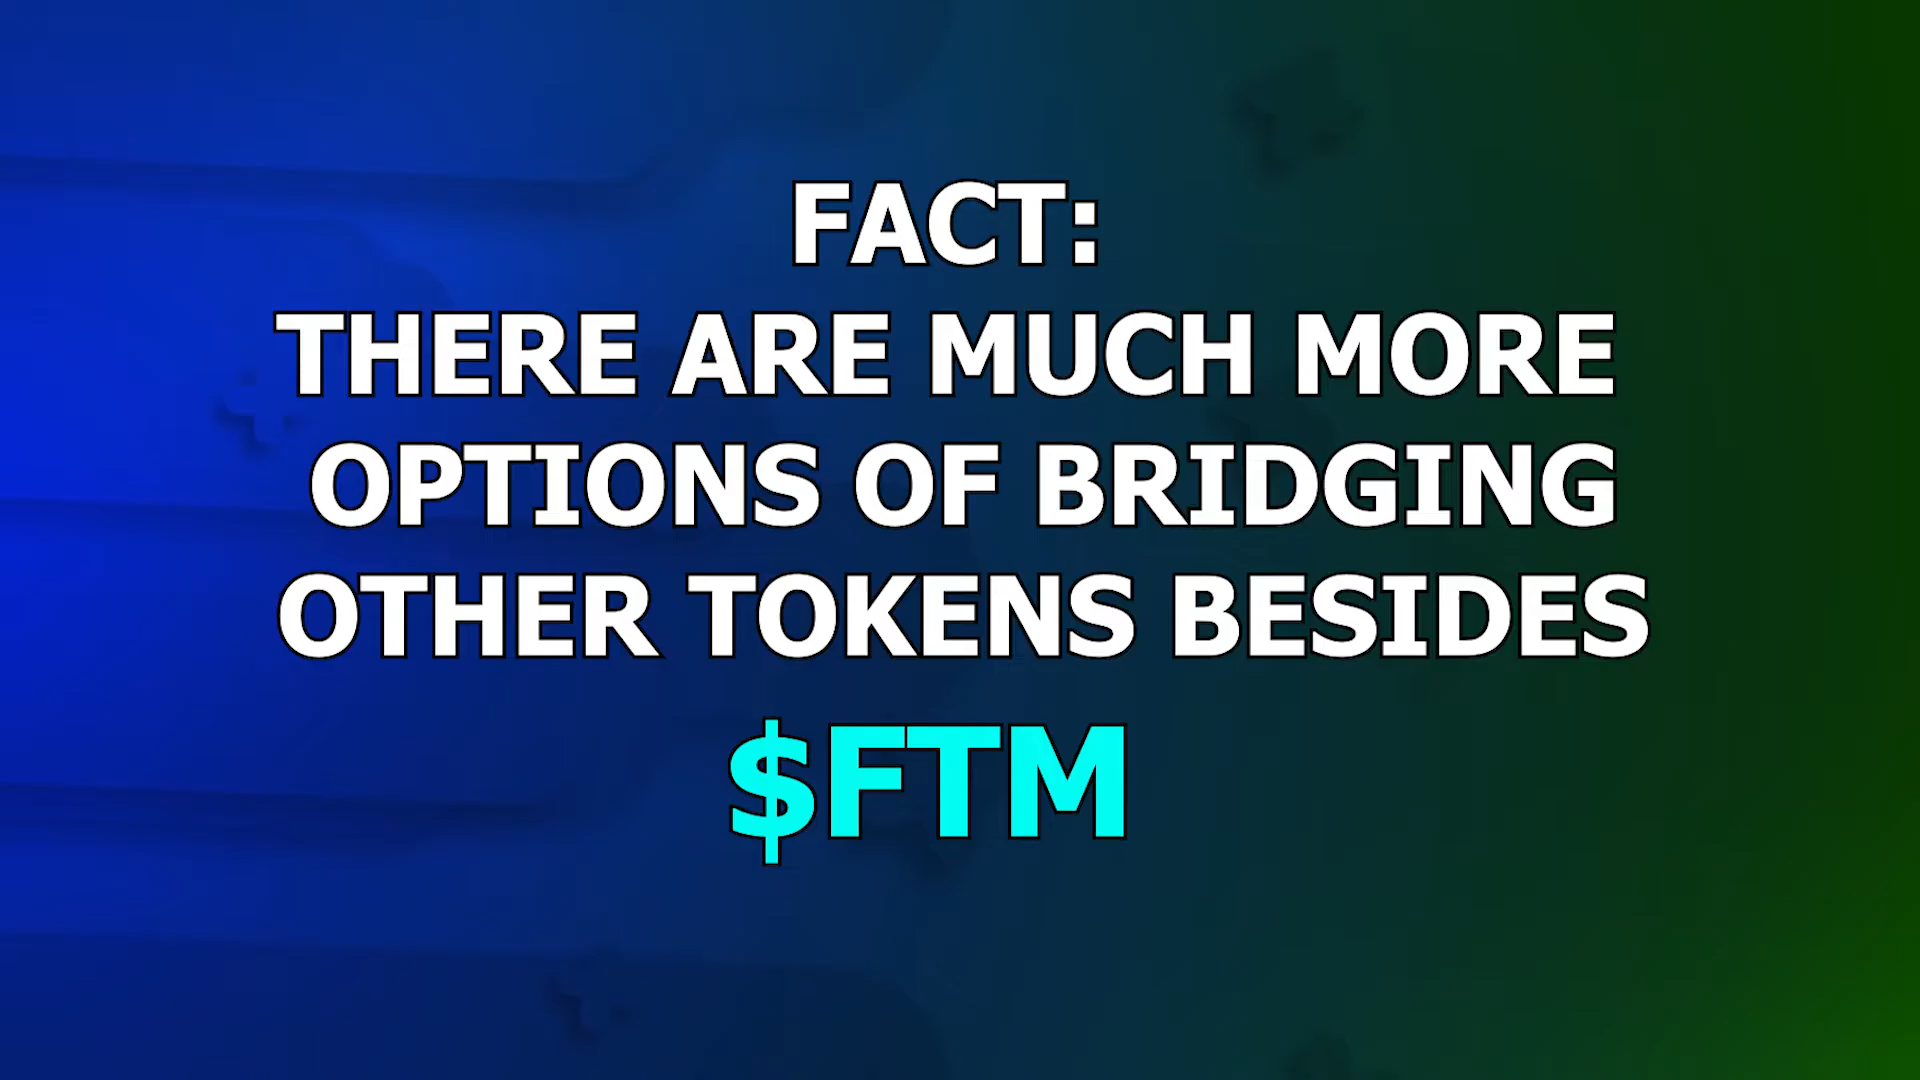 FACT:
THERE ARE MUCH MORE
OPTIONS OF BRIDGING
OTHER TOKENS BESIDES
$FTM